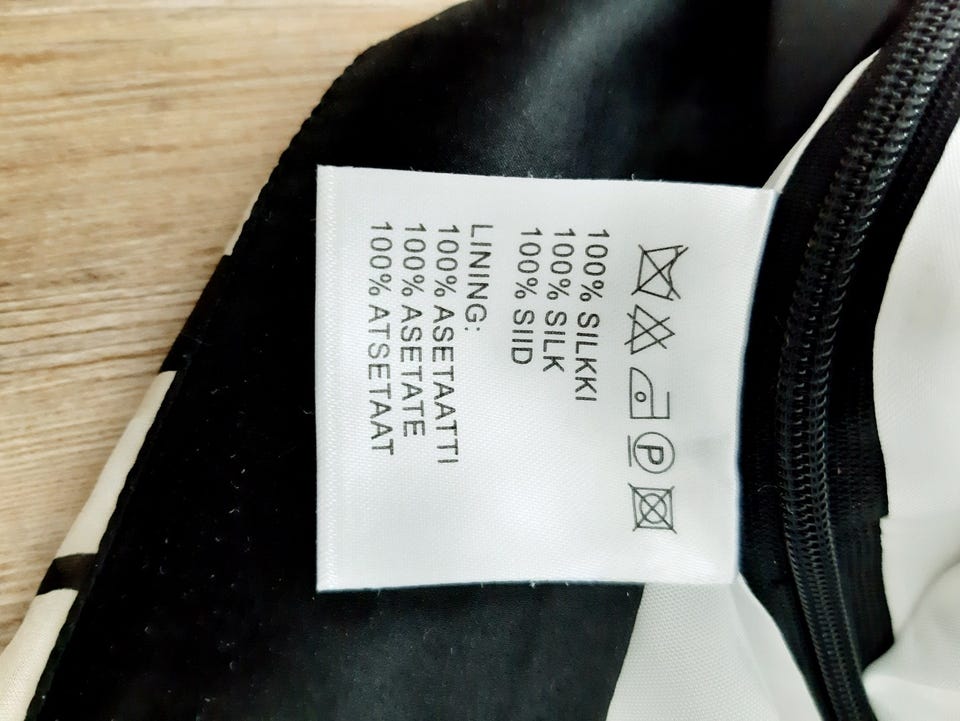 P
100% SILKKI
100% SILK
100% SIID
LINING:
100% ASETAATTI
100% ASETATE
100% ATSETAAT